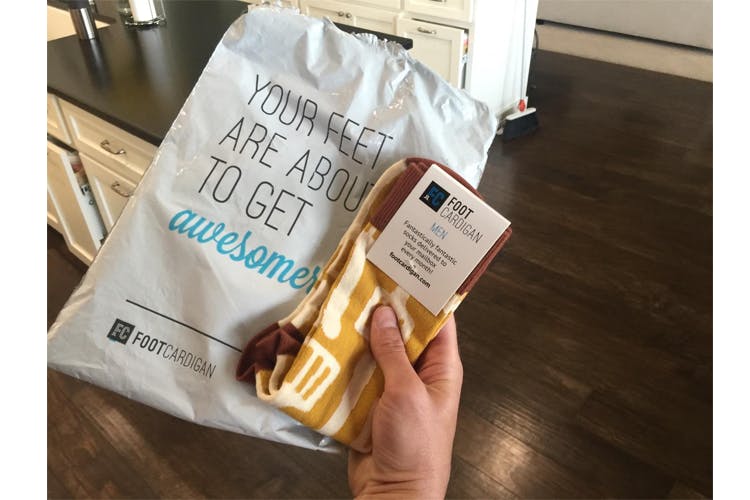 YOUR FEET
ARE ABOU
TO GET
awesomer
FC FOOTCARDIGAN
FC FOOT
CARDIGAN
MEN
Fantastically fantastic
socks delivered to
your mailbox
every month!
footcardigan.com